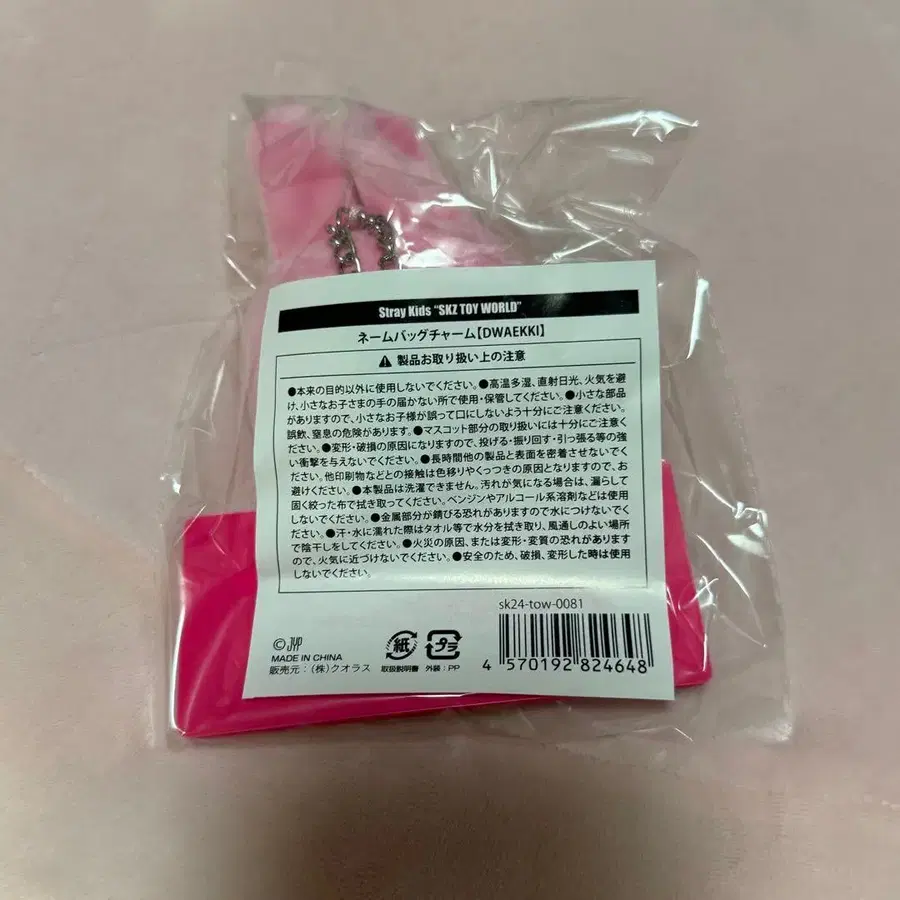 Stray Kids “SKZ TOY WORLD”
ネームバッグチャーム【DWAEKKI】
製品お取り扱い上の注意
●本来の目的以外に使用しないでください。●高温多湿、直射日光、火気を避
け、小さなお子さまの手の届かない所で使用・保管してください。●小さな部品
がありますので、小さなお子様が誤って口にしないよう十分にご注意ください。
誤飲、窒息の危険があります。●マスコット部分の取り扱いには十分にご注意く
ださい。●変形・破損の原因になりますので、投げる・振り回す・引っ張る等の強
い衝撃を与えないでください。●長時間他の製品と表面を密着させないでくだ
さい。他印刷物などとの接触は色移りやくっつきの原因となりますので、お
避けください。●本製品は洗濯できません。汚れが気になる場合は、濡らして
固く絞った布で拭き取ってください。ベンジンやアルコール系溶剤などは使用
しないでください。●金属部分が錆びる恐れがありますので水につけないでく
ださい。●汗・水に濡れた際はタオル等で水分を拭き取り、風通しのよい場所
で陰干しをしてください。●火災の原因、または変形・変質の恐れがあります
ので、火気に近づけないでください。●安全のため、破損、変形した時は使用
しないでください。
sk24-tow-0081
© JYP
MADE IN CHINA
販売元：（株）クオラス
紙
取扱説明書
プラ
外装：PP
4 570192 824648